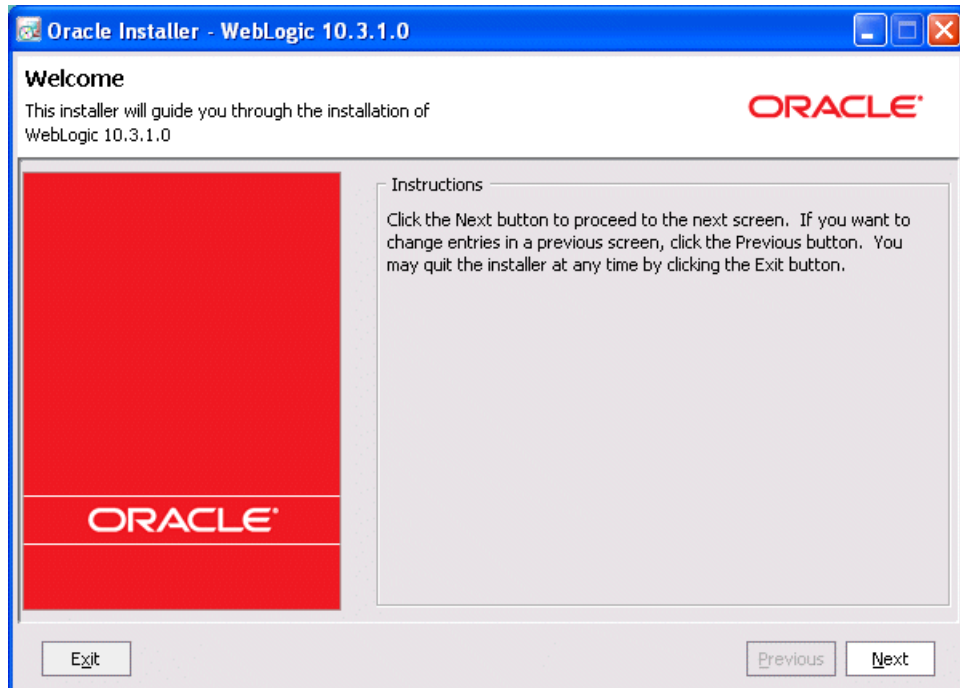 Oracle Installer - WebLogic 10.3.1.0
Welcome
This installer will guide you through the installation of
WebLogic 10.3.1.0
ORACLE
Instructions
Click the Next button to proceed to the next screen. If you want to
change entries in a previous screen, click the Previous button. You
may quit the installer at any time by clicking the Exit button.
ORACLE
Exit
Previous
Next